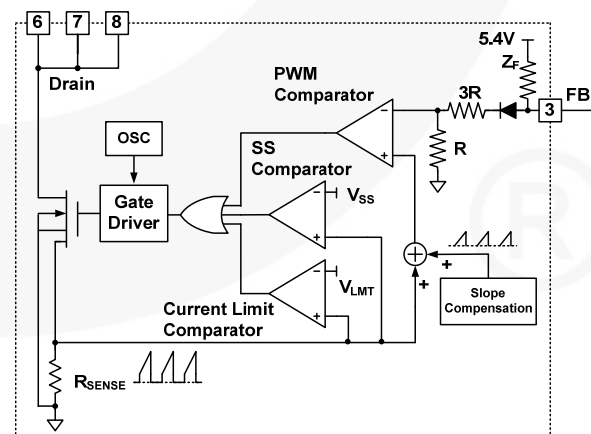 6 7 8
Drain
5.4V
ZF
FB
3
PWM
Comparator
3R
R
OSC
SS
Comparator
VSS
Gate
Driver
VLMT
Current Limit
Comparator
Slope
Compensation
RSENSE
- + - + - + + + +
®